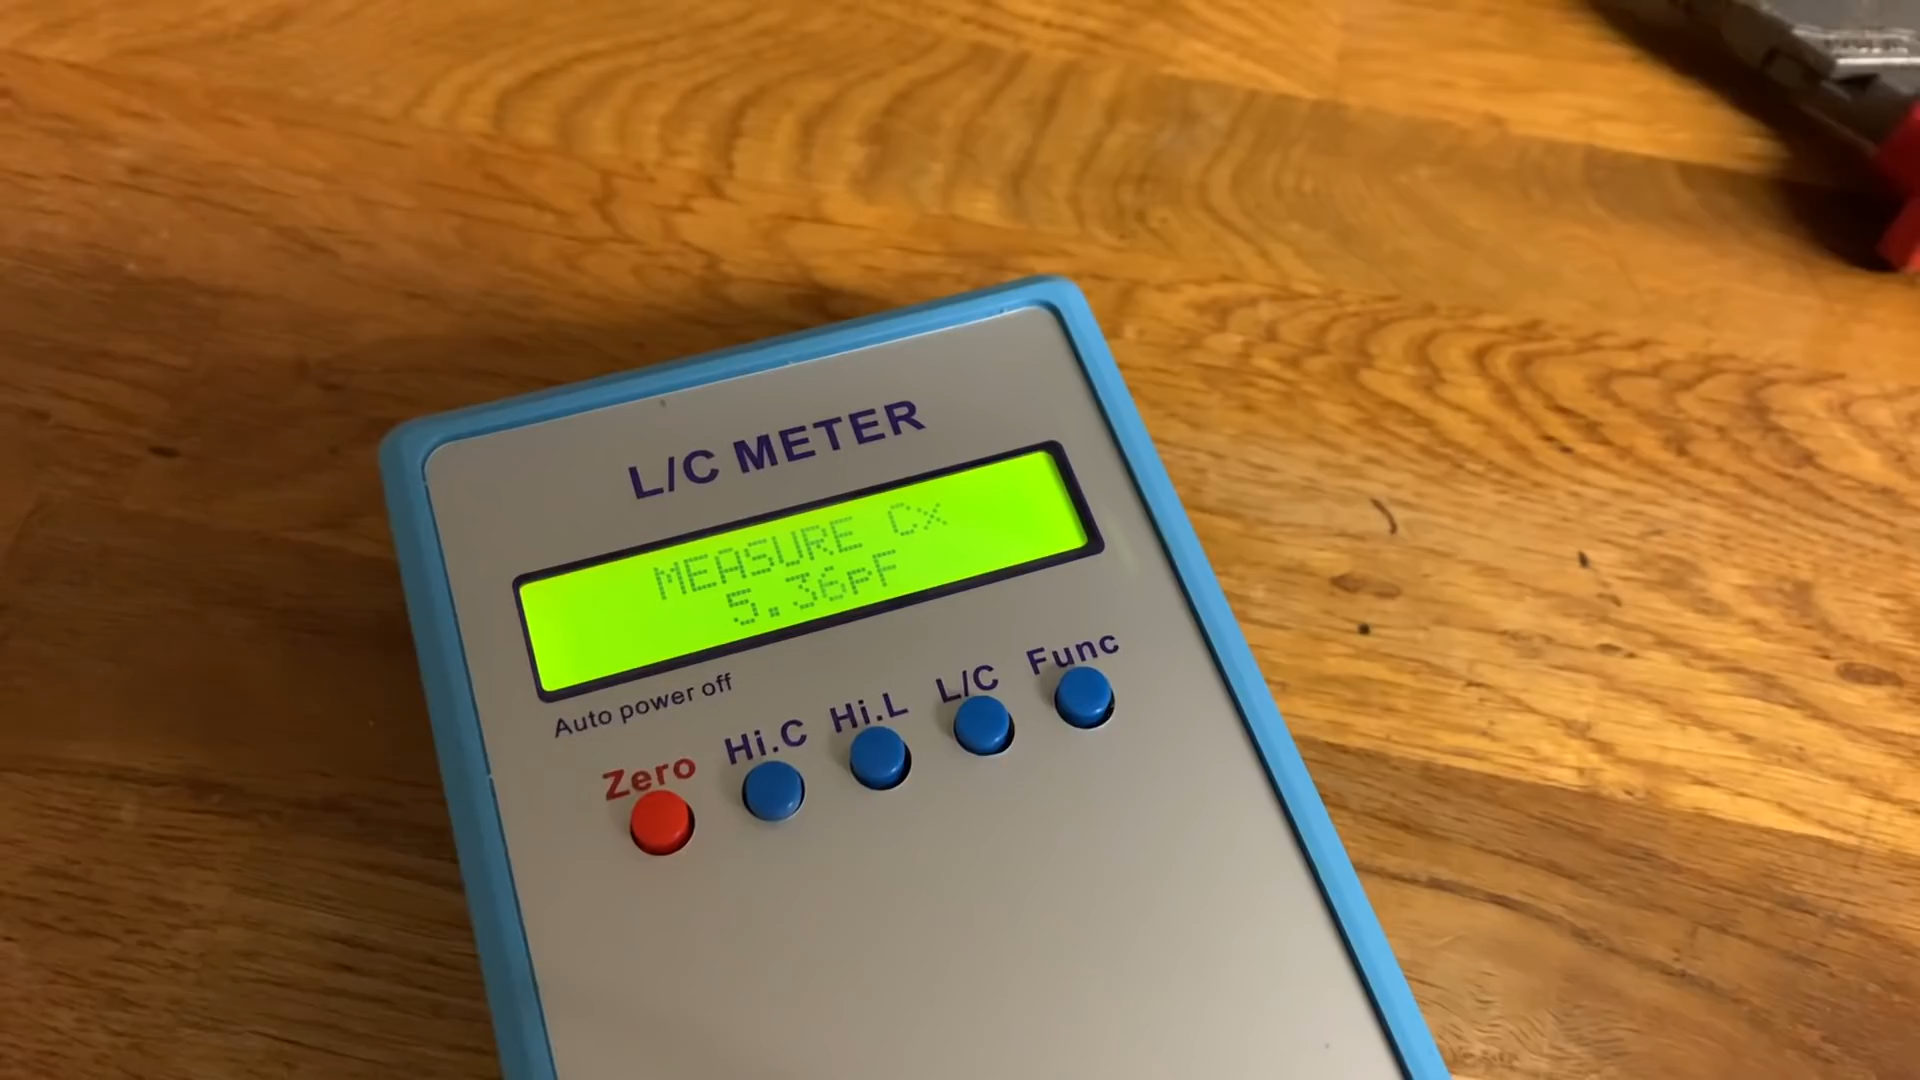 L/C METER
MEASURE Cx
5.36pF
Auto power off
Zero Hi.C Hi.L L/C Func